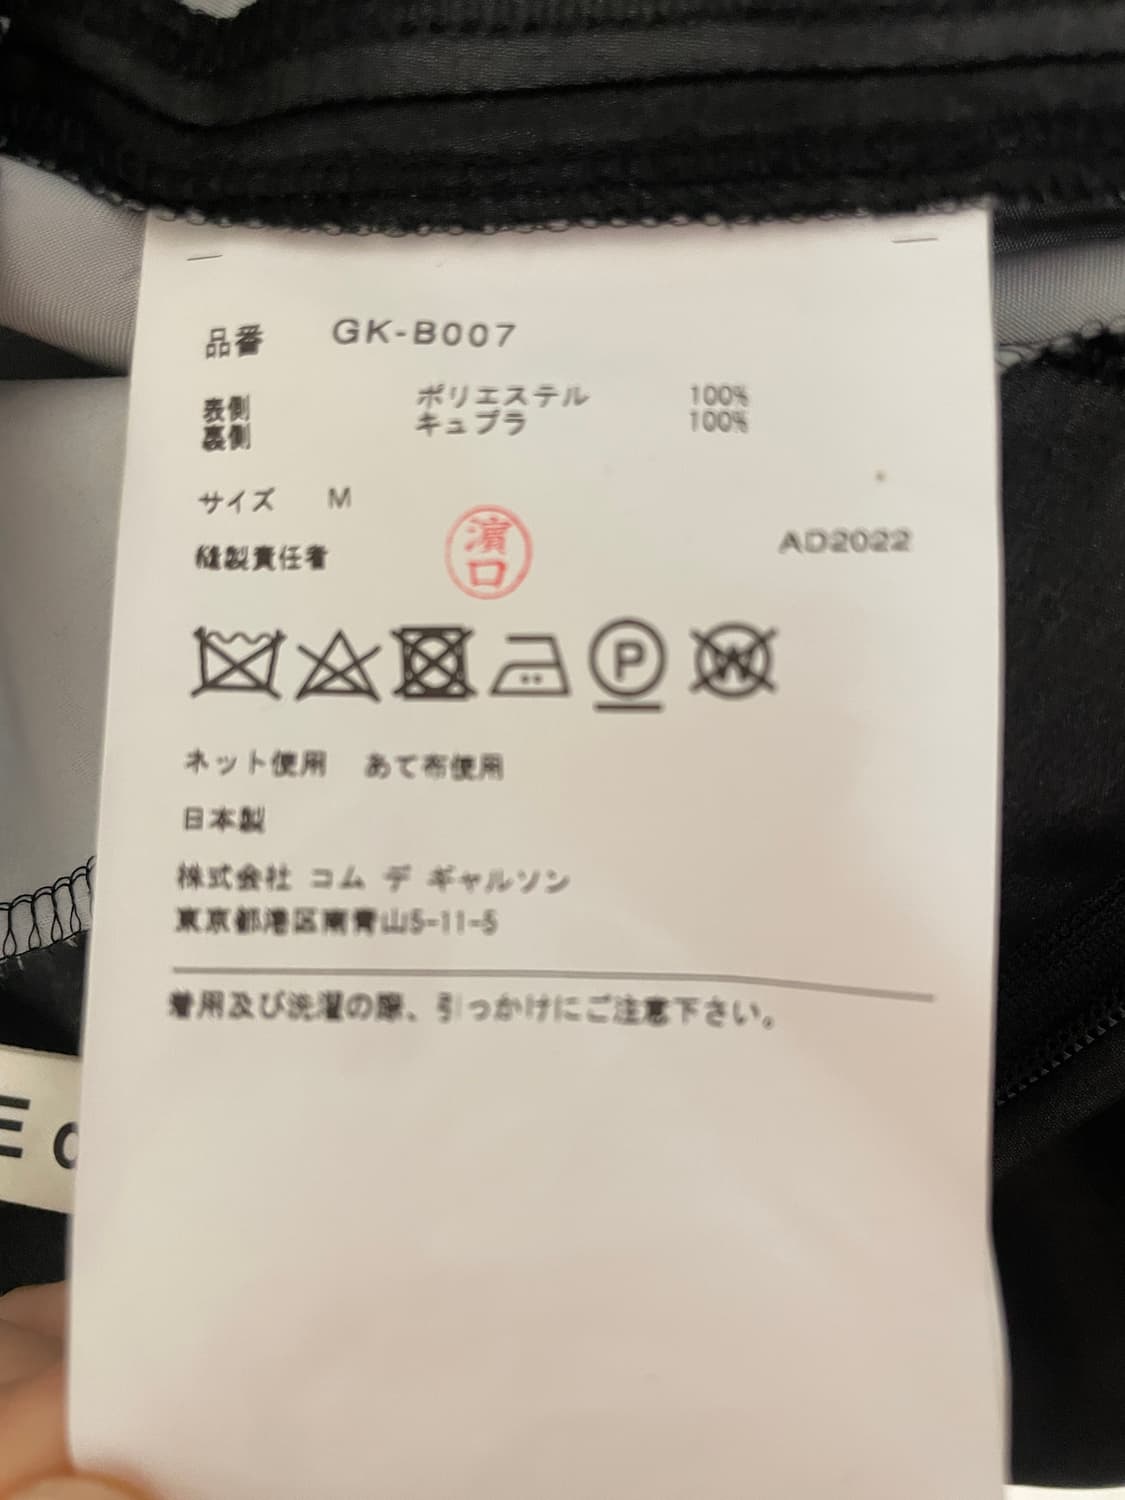 品番 GK-B007
表側 ポリエステル 100%
裏側 キュプラ 100%
サイズ M
縫製責任者 濱口 AD2022
P W
ネット使用 あて布使用
日本製
株式会社 コム デ ギャルソン
東京都港区南青山5-11-5
着用及び洗濯の際、引っかけにご注意下さい。
E